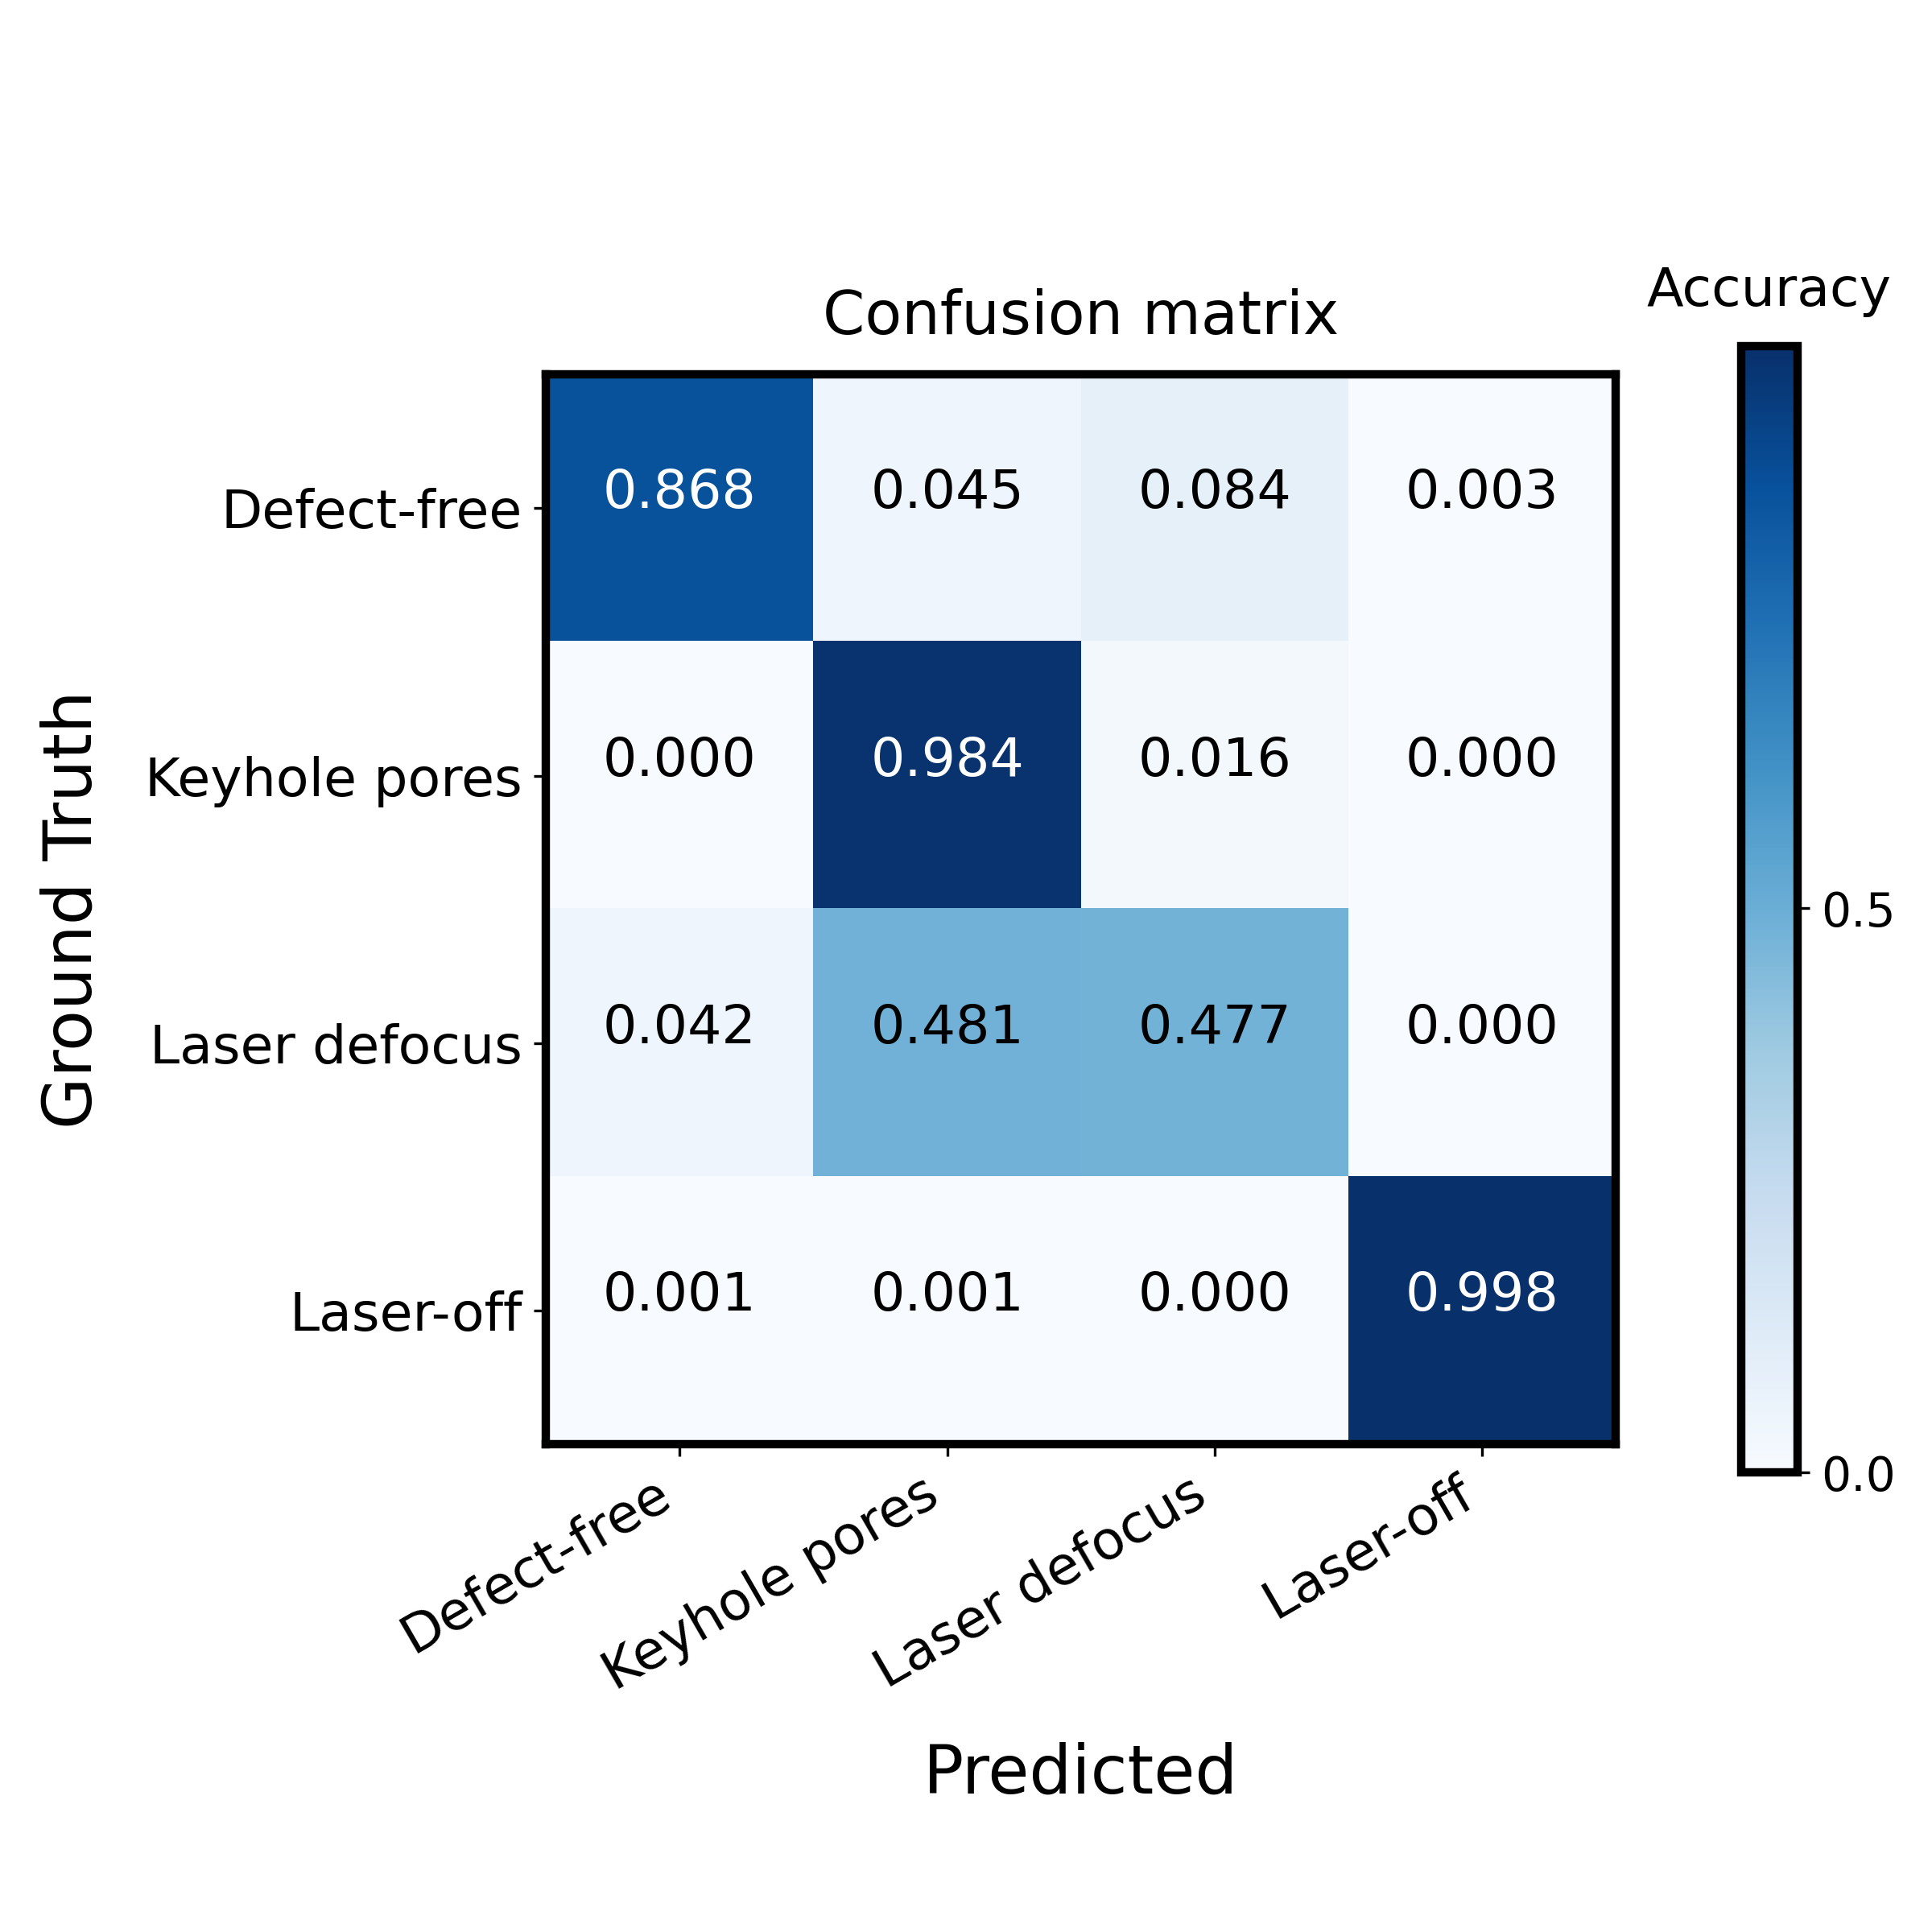 Accuracy
Confusion matrix
Defect-free 0.868 0.045 0.084 0.003
Keyhole pores 0.000 0.984 0.016 0.000
Laser defocus 0.042 0.481 0.477 0.000
Laser-off 0.001 0.001 0.000 0.998
Ground Truth
0.5
0.0
Defect-free
Keyhole pores
Laser defocus
Laser-off
Predicted